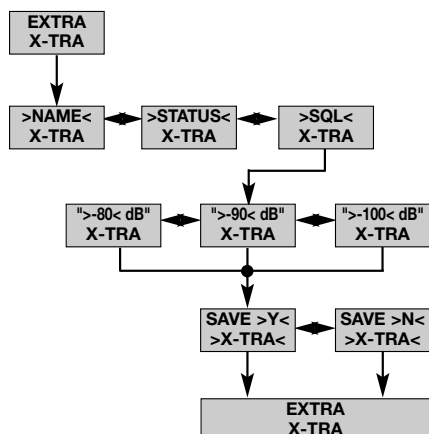 EXTRA
X-TRA
>NAME<
X-TRA
>STATUS<
X-TRA
>SQL<
X-TRA
">-80< dB"
X-TRA
">-90< dB"
X-TRA
">-100< dB"
X-TRA
SAVE >Y<
>X-TRA<
SAVE >N<
>X-TRA<
EXTRA
X-TRA